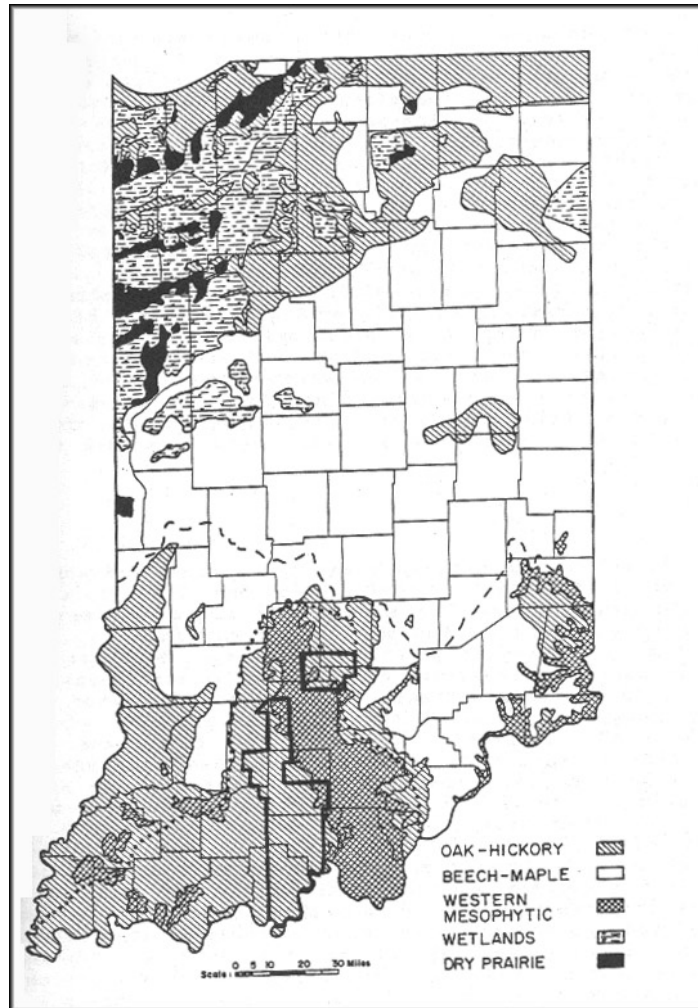 OAK-HICKORY
BEECH-MAPLE
WESTERN
MESOPHYTIC
WETLANDS
DRY PRAIRIE
0 5 10 20 30 Miles
Scale: